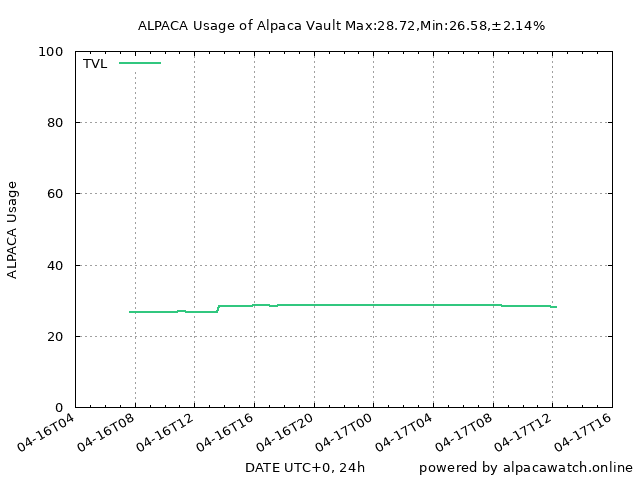 ALPACA Usage of Alpaca Vault Max:28.72,Min:26.58,±2.14%
TVL
100
80
60
40
20
0
ALPACA Usage
04-16T04
04-16T08
04-16T12
04-16T16
04-16T20
04-17T00
04-17T04
04-17T08
04-17T12
04-17T16
DATE UTC+0, 24h
powered by alpacawatch.online